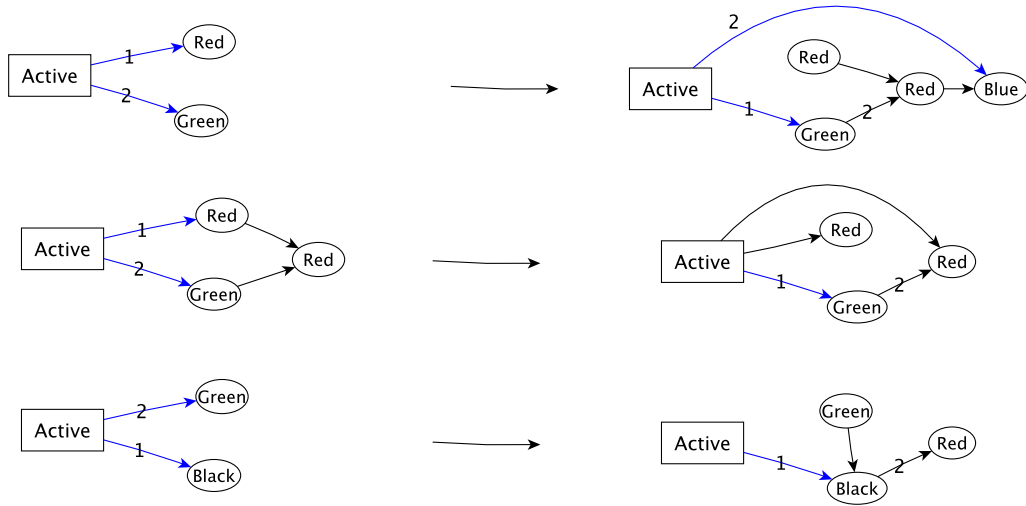 2
Red
1
Red
Active
Active
Red
Blue
2
1
2
Green
Green
Red
1
Red
Active
Red
Active
Red
2
1
2
Green
Green
Green
2
Green
Active
Active
Red
1
1
2
Black
Black